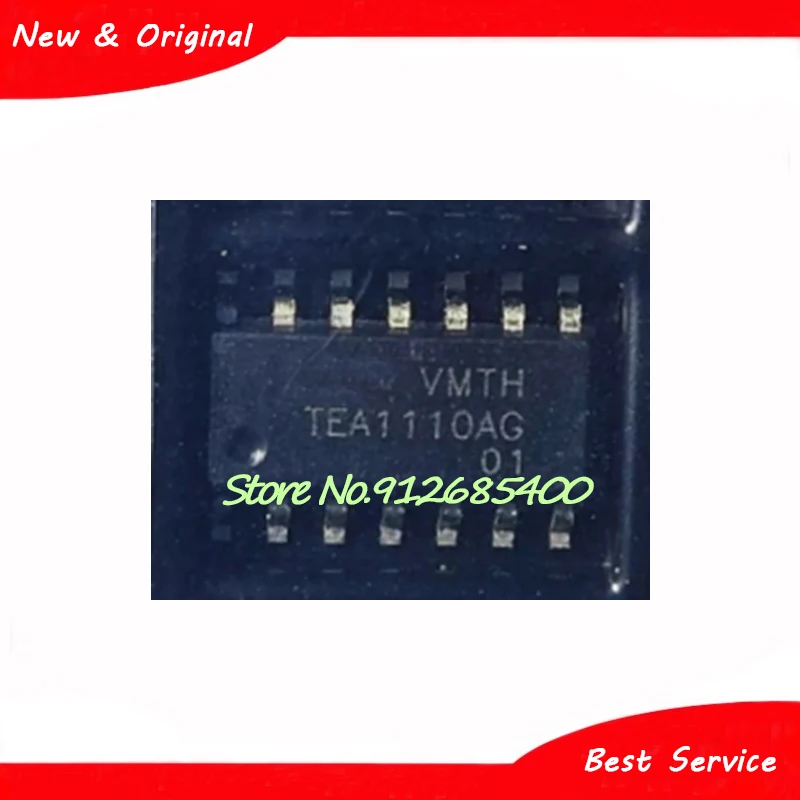 New & Original
VMTH
TEA1110AG
01
Store No.912685400
Best Service